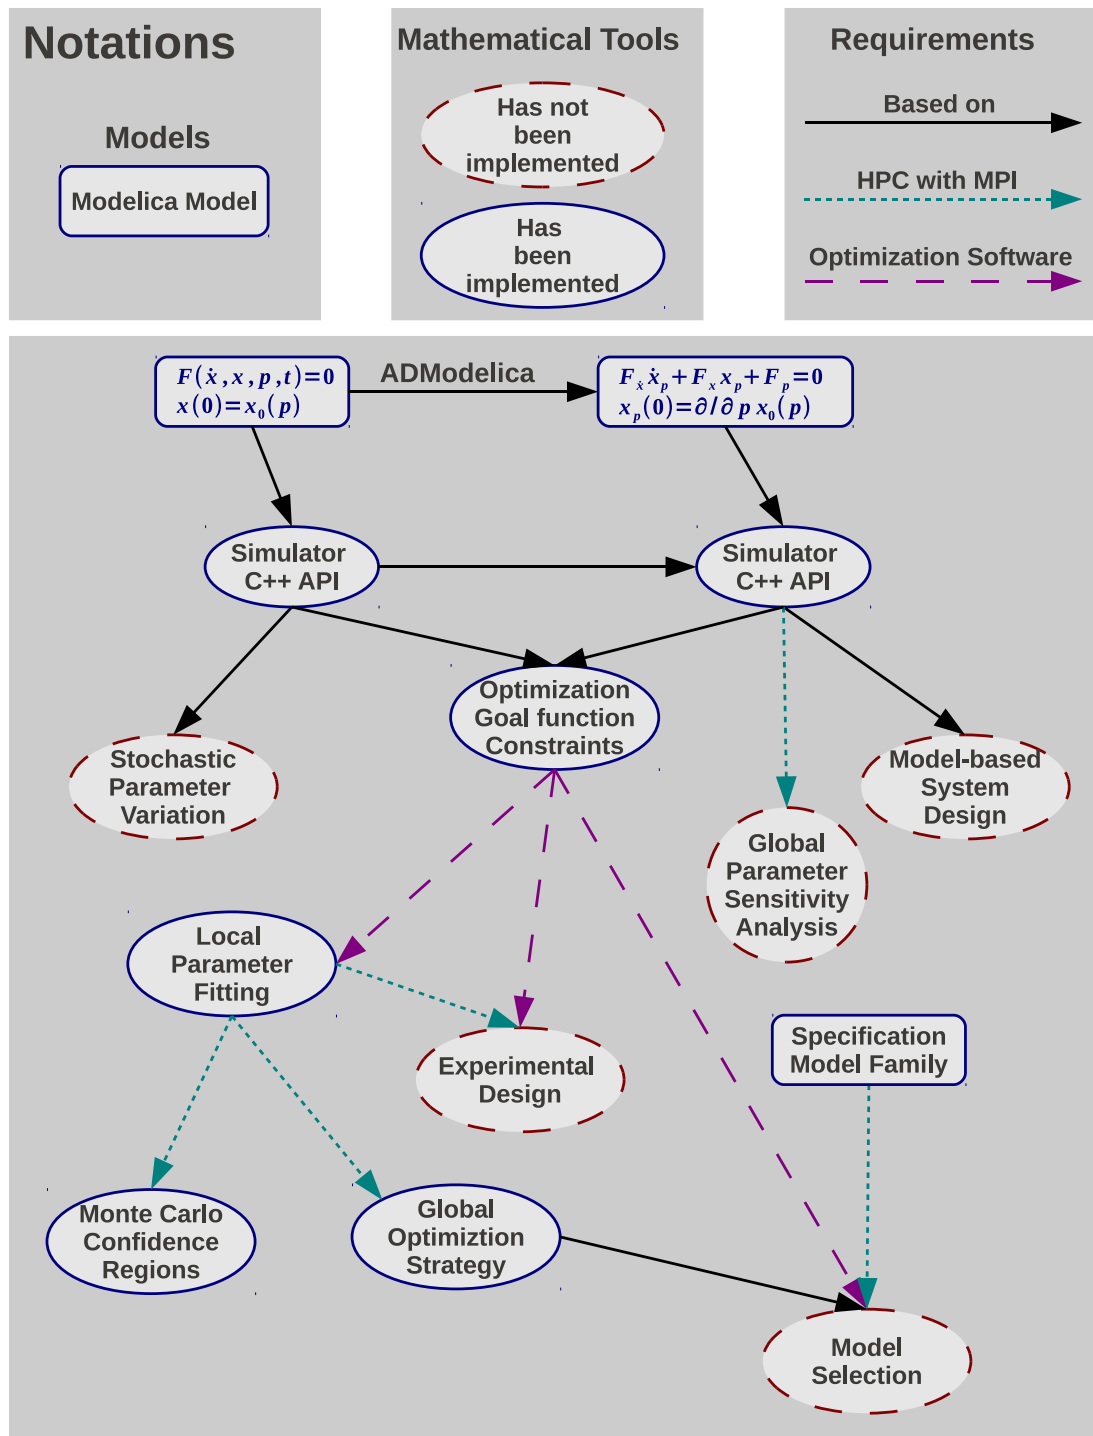 Notations
Models
Modelica Model
Mathematical Tools
Has not
been
implemented
Has
been
implemented
Requirements
Based on
HPC with MPI
Optimization Software
F(ẋ,x,p,t)=0
x(0)=x₀(p)
ADModelica
F_ẋ ẋ_p+F_x x_p+F_p=0
x_p(0)=∂/∂p x₀(p)
Simulator
C++ API
Simulator
C++ API
Optimization
Goal function
Constraints
Stochastic
Parameter
Variation
Model-based
System
Design
Global
Parameter
Sensitivity
Analysis
Local
Parameter
Fitting
Experimental
Design
Specification
Model Family
Monte Carlo
Confidence
Regions
Global
Optimiztion
Strategy
Model
Selection